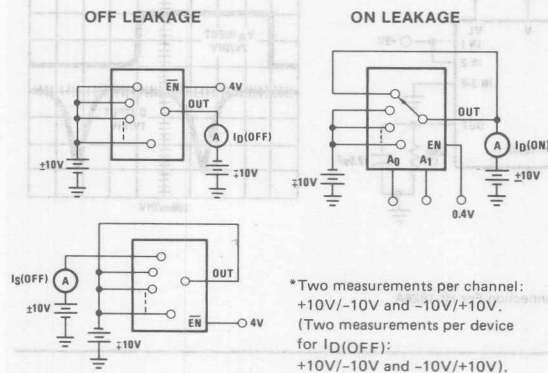 OFF LEAKAGE
ON LEAKAGE
EN
4V
OUT
A
ID(OFF)
±10V
∓10V
OUT
EN
A0 A1
A
ID(ON)
∓10V
±10V
0.4V
IS(OFF)
A
±10V
∓10V
OUT
EN
4V
*Two measurements per channel:
+10V/-10V and -10V/+10V.
(Two measurements per device
for ID(OFF):
+10V/-10V and -10V/+10V).